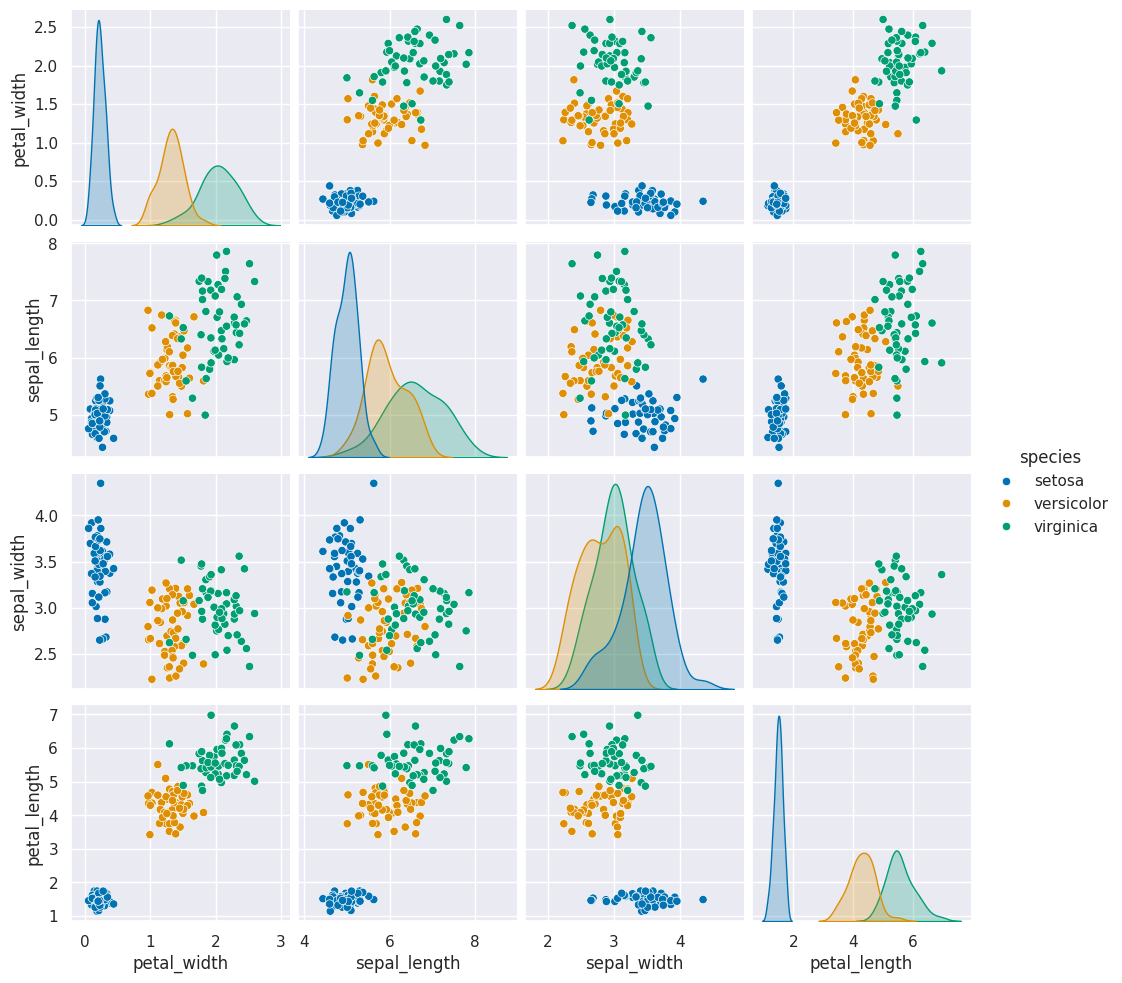 petal_width
2.5
2.0
1.5
1.0
0.5
0.0
sepal_length
8
7
6
5
sepal_width
4.0
3.5
3.0
2.5
petal_length
7
6
5
4
3
2
1
0 1 2 3
petal_width
4 6 8
sepal_length
2 3 4
sepal_width
2 4 6
petal_length
species
setosa
versicolor
virginica